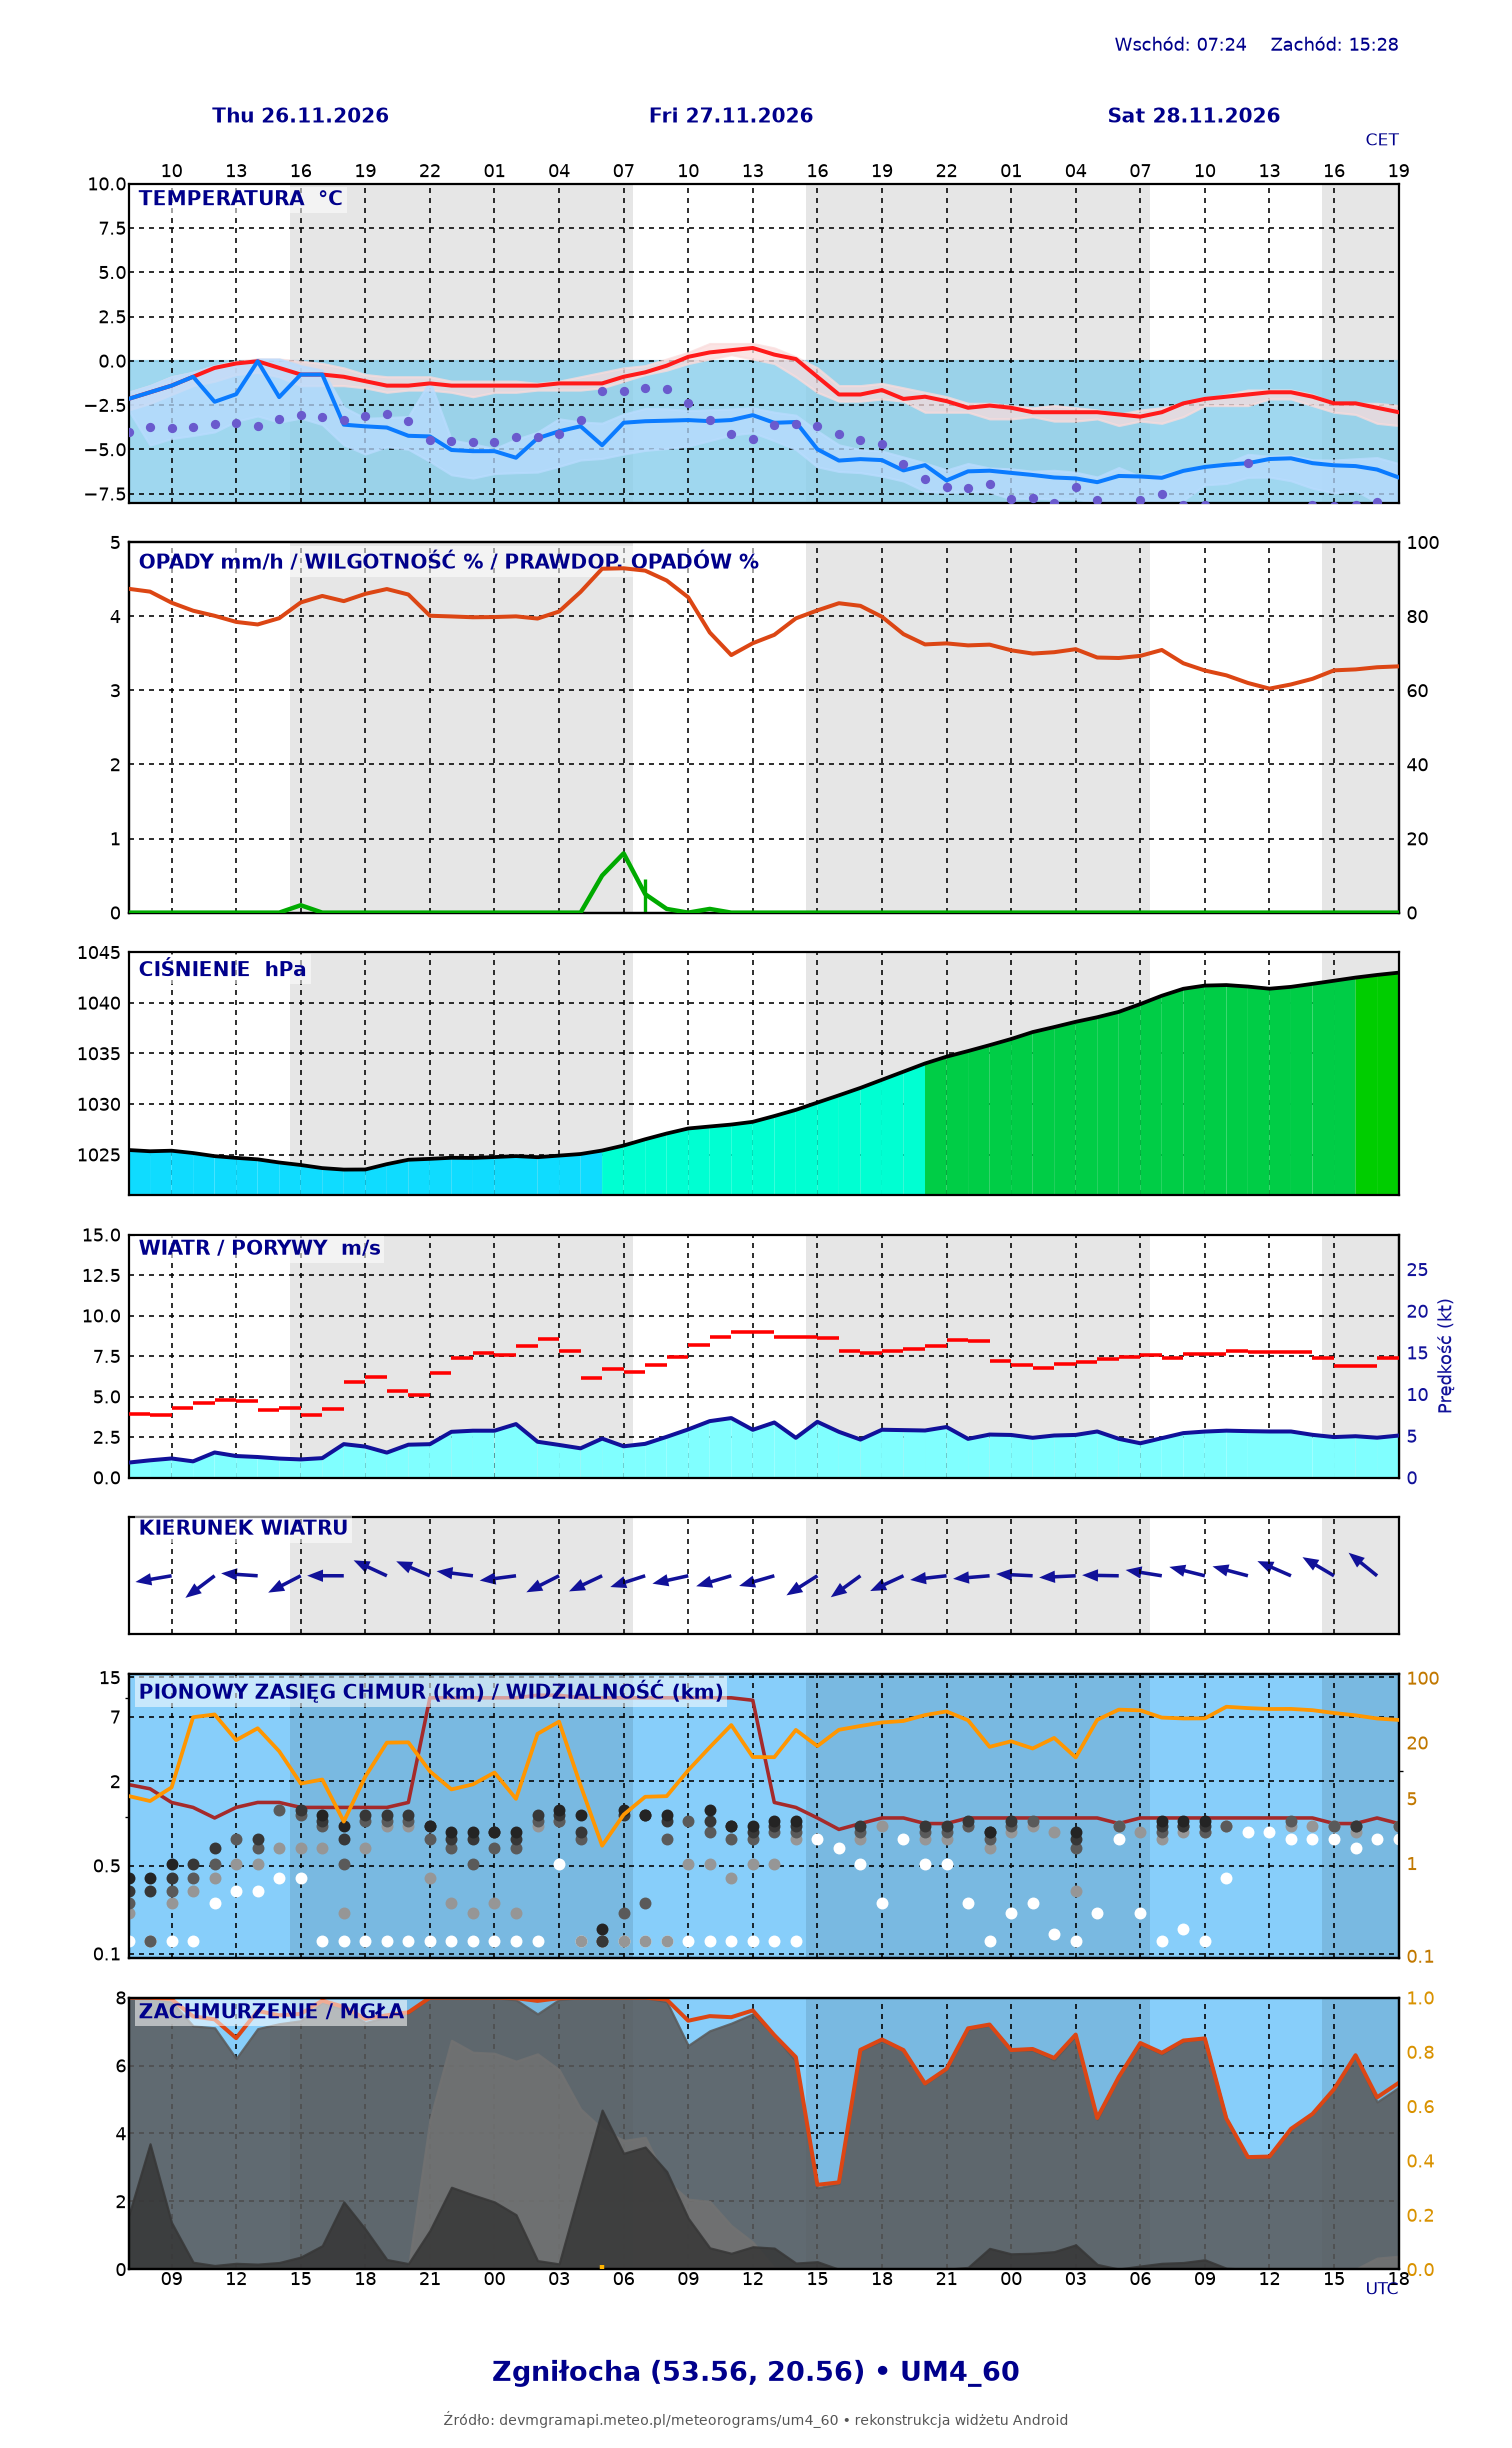 Wschód: 07:24 Zachód: 15:28
Thu 26.11.2026 Fri 27.11.2026 Sat 28.11.2026
CET
10 13 16 19 22 01 04 07 10 13 16 19 22 01 04 07 10 13 16 19
TEMPERATURA °C
10.0
7.5
5.0
2.5
0.0
−2.5
−5.0
−7.5
OPADY mm/h / WILGOTNOŚĆ % / PRAWDOP. OPADÓW %
5 100
4 80
3 60
2 40
1 20
0 0
CIŚNIENIE hPa
1045
1040
1035
1030
1025
WIATR / PORYWY m/s
15.0
12.5 25
10.0 20
7.5 15
5.0 10
2.5 5
0.0 0
Prędkość (kt)
KIERUNEK WIATRU
PIONOWY ZASIĘG CHMUR (km) / WIDZIALNOŚĆ (km)
15 100
7 20
2 5
0.5 1
0.1 0.1
ZACHMURZENIE / MGŁA
8 1.0
6 0.8
4 0.6
0.4
2 0.2
0 0.0
09 12 15 18 21 00 03 06 09 12 15 18 21 00 03 06 09 12 15 18
UTC
Zgniłocha (53.56, 20.56) • UM4_60
Źródło: devmgramapi.meteo.pl/meteorograms/um4_60 • rekonstrukcja widżetu Android